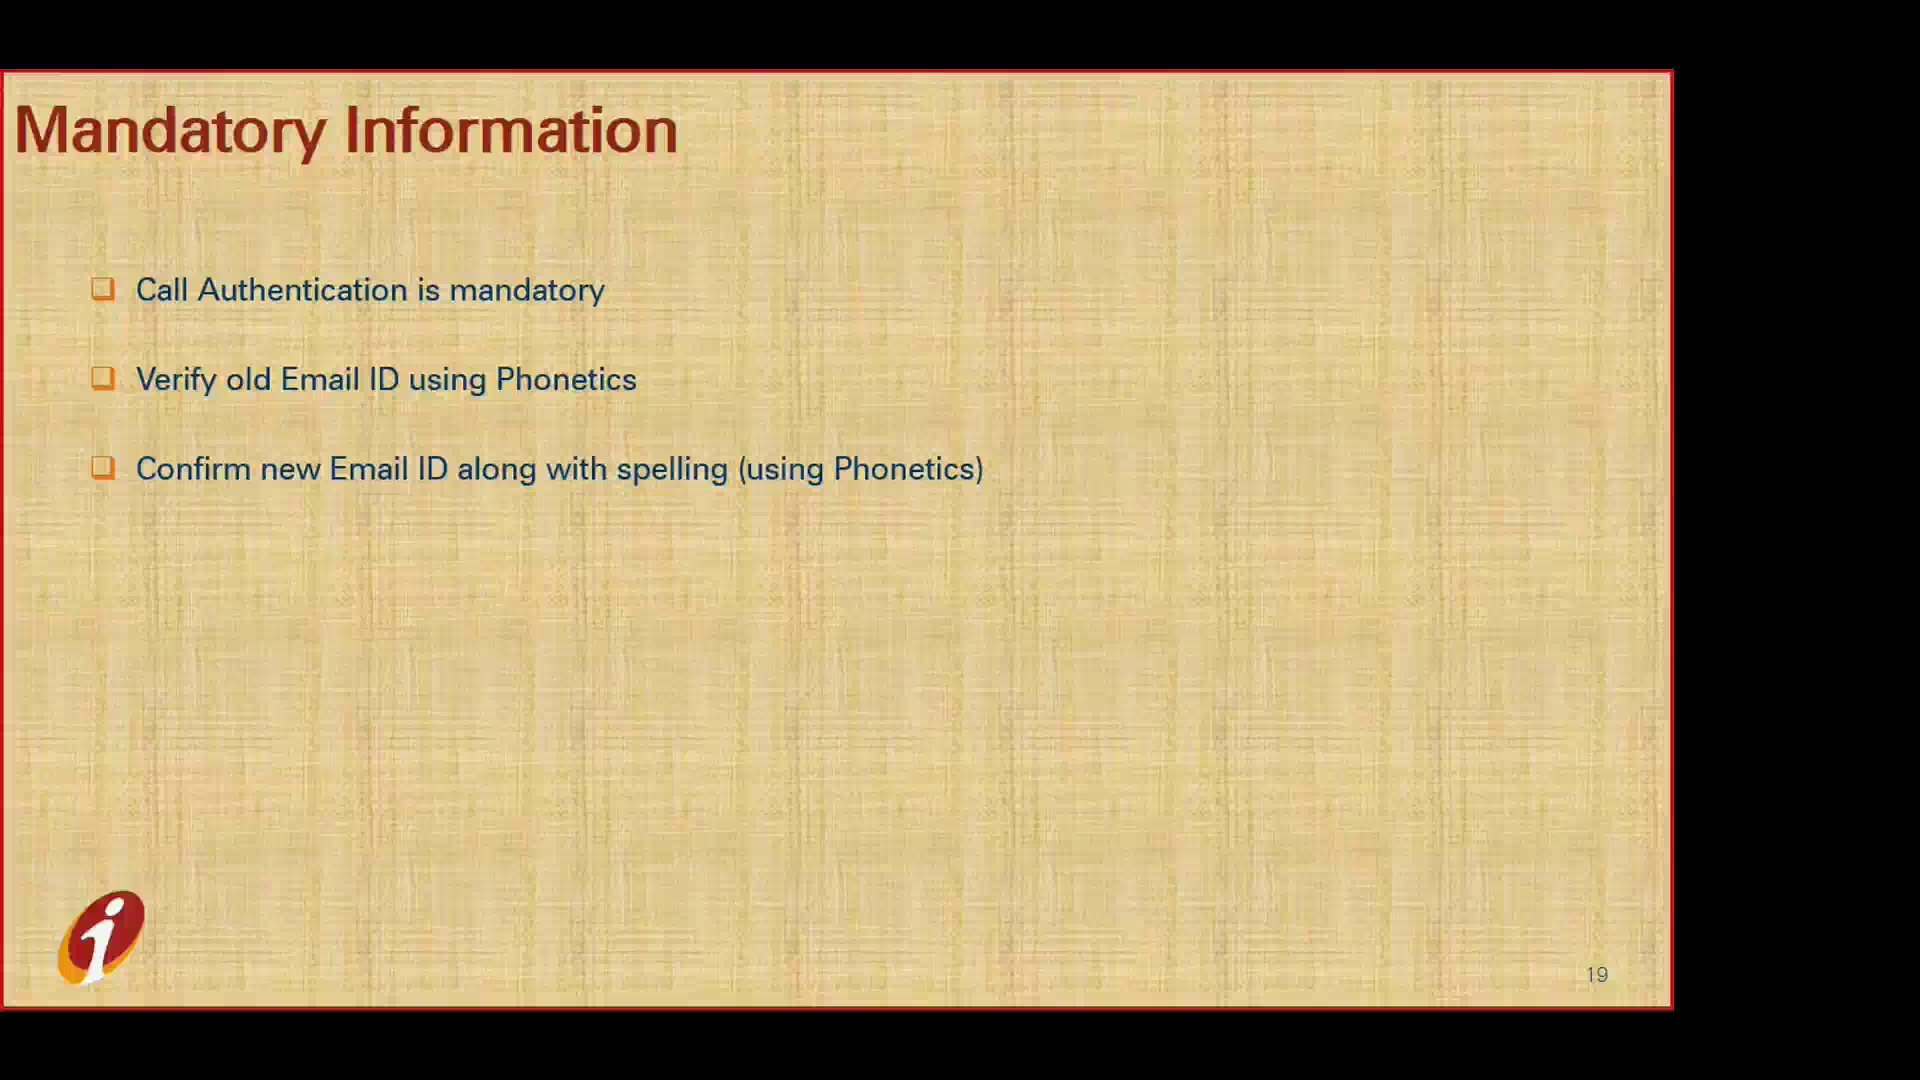 Mandatory Information
Call Authentication is mandatory
Verify old Email ID using Phonetics
Confirm new Email ID along with spelling (using Phonetics)
i
19